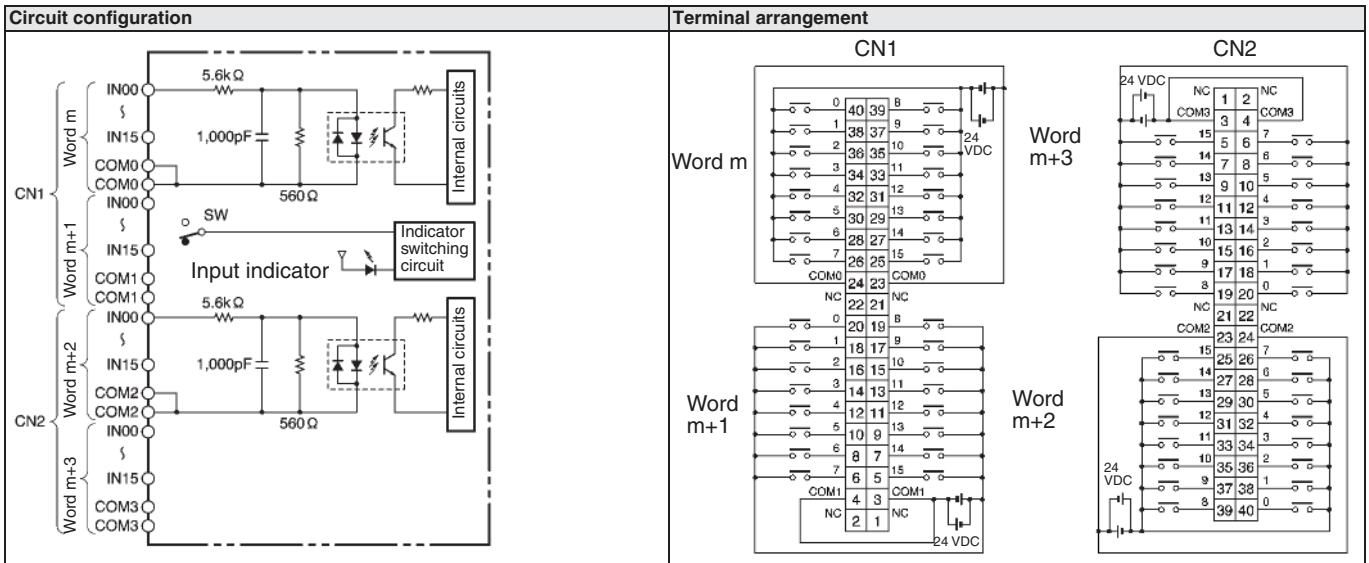 Circuit configuration
Terminal arrangement
CN1
Word m
IN00
IN15
COM0
COM0
Word m+1
IN00
IN15
COM1
COM1
CN2
Word m+2
IN00
IN15
COM2
COM2
Word m+3
IN00
IN15
COM3
COM3
5.6kΩ
1,000pF
560Ω
Internal circuits
SW
Indicator
switching
circuit
Input indicator
5.6kΩ
1,000pF
560Ω
Internal circuits
CN1
Word m
24
VDC
0 40 39 8
1 38 37 9
2 36 35 10
3 34 33 11
4 32 31 12
5 30 29 13
6 28 27 14
7 26 25 15
COM0 24 23 COM0
NC 22 21 NC
Word
m+1
0 20 19 8
1 18 17 9
2 16 15 10
3 14 13 11
4 12 11 12
5 10 9 13
6 8 7 14
7 6 5 15
COM1 4 3 COM1
NC 2 1 NC
24 VDC
CN2
24 VDC
Word
m+3
NC 1 2 NC
COM3 3 4 COM3
15 5 6 7
14 7 8 6
13 9 10 5
12 11 12 4
11 13 14 3
10 15 16 2
9 17 18 1
8 19 20 0
NC 21 22 NC
COM2 23 24 COM2
Word
m+2
15 25 26 7
14 27 28 6
13 29 30 5
12 31 32 4
11 33 34 3
10 35 36 2
9 37 38 1
8 39 40 0
24
VDC